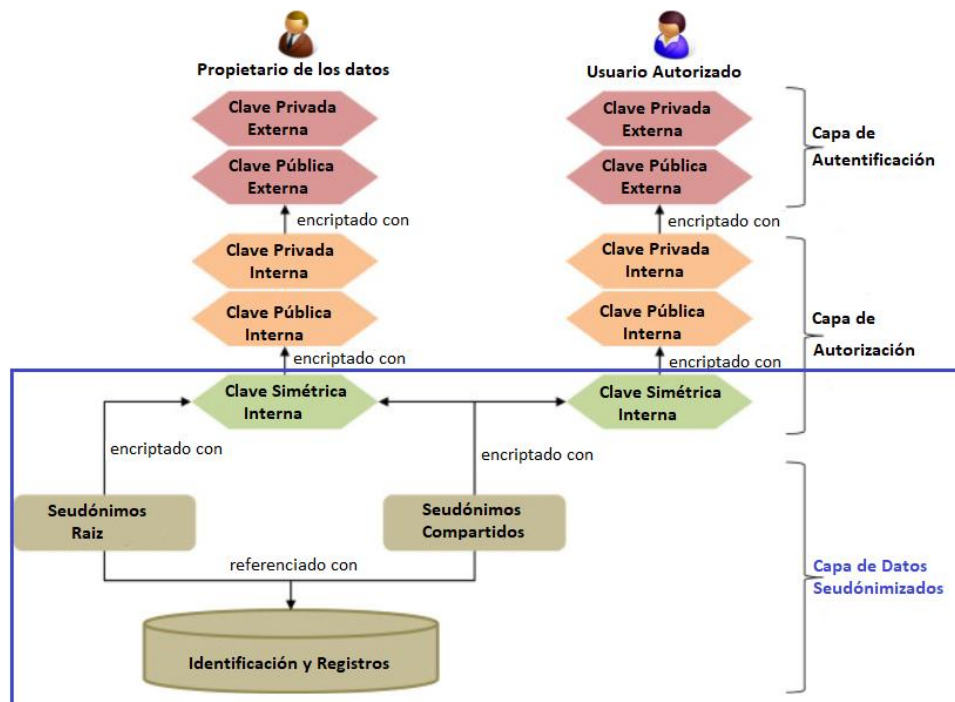 Propietario de los datos
Usuario Autorizado
Clave Privada
Externa
Clave Privada
Externa
Capa de
Autentificación
Clave Pública
Externa
Clave Pública
Externa
encriptado con
encriptado con
Clave Privada
Interna
Clave Privada
Interna
Clave Pública
Interna
Clave Pública
Interna
Capa de
Autorización
encriptado con
encriptado con
Clave Simétrica
Interna
Clave Simétrica
Interna
encriptado con
encriptado con
Seudónimos
Raiz
Seudónimos
Compartidos
referenciado con
Capa de Datos
Seudónimizados
Identificación y Registros